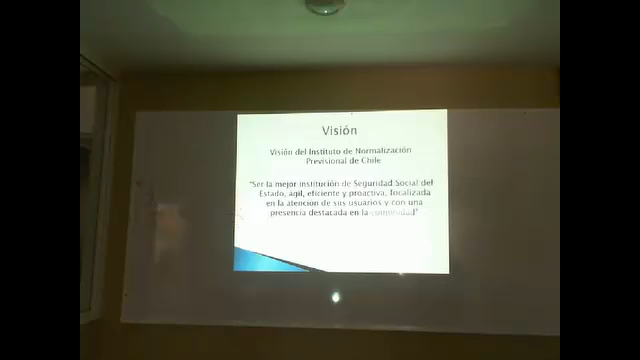 Visión
Visión del Instituto de Normalización
Previsional de Chile
"Ser la mejor institución de Seguridad Social del
Estado, ágil, eficiente y proactiva, focalizada
en la atención de sus usuarios y con una
presencia destacada en la comunidad"